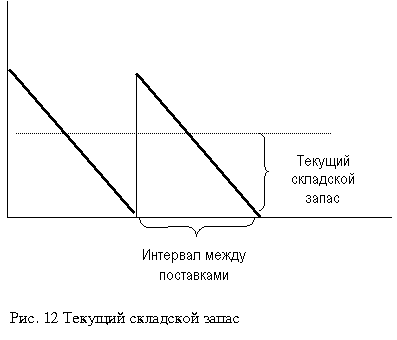 Текущий
складской
запас
Интервал между
поставками
Рис. 12 Текущий складской запас